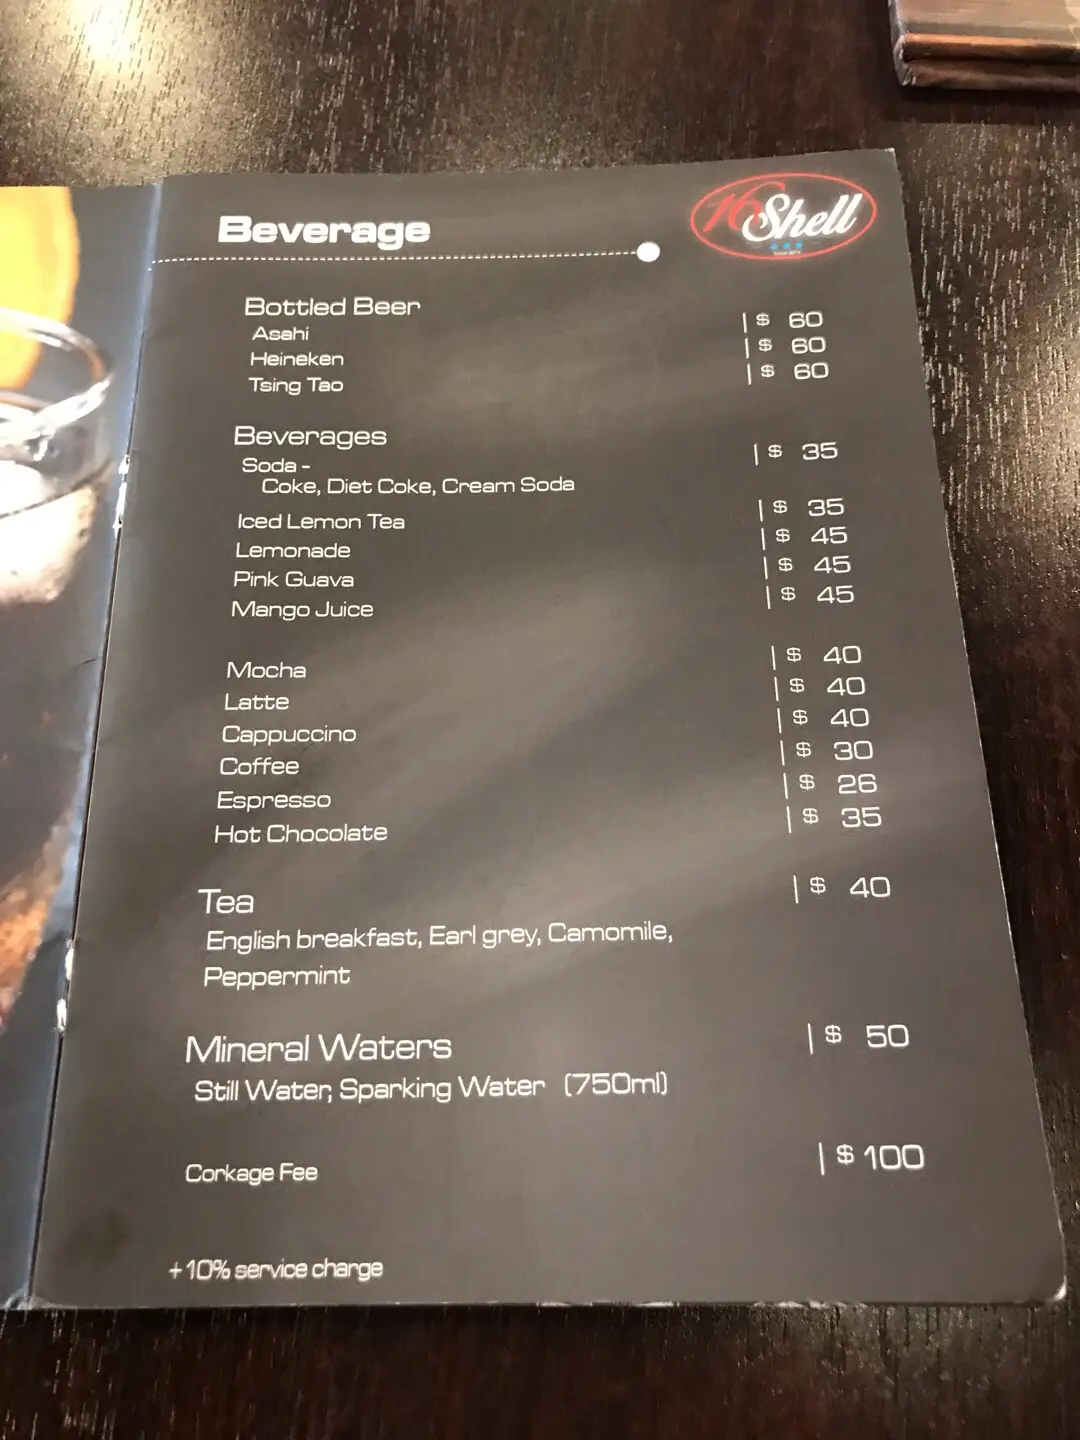 16 Shell
Beverage
Bottled Beer
Asahi | $ 60
Heineken | $ 60
Tsing Tao | $ 60
Beverages
Soda - | $ 35
Coke, Diet Coke, Cream Soda
Iced Lemon Tea | $ 35
Lemonade | $ 45
Pink Guava | $ 45
Mango Juice | $ 45
Mocha | $ 40
Latte | $ 40
Cappuccino | $ 40
Coffee | $ 30
Espresso | $ 26
Hot Chocolate | $ 35
Tea | $ 40
English breakfast, Earl grey, Camomile,
Peppermint
Mineral Waters | $ 50
Still Water, Sparking Water (750ml)
Corkage Fee | $ 100
+10% service charge